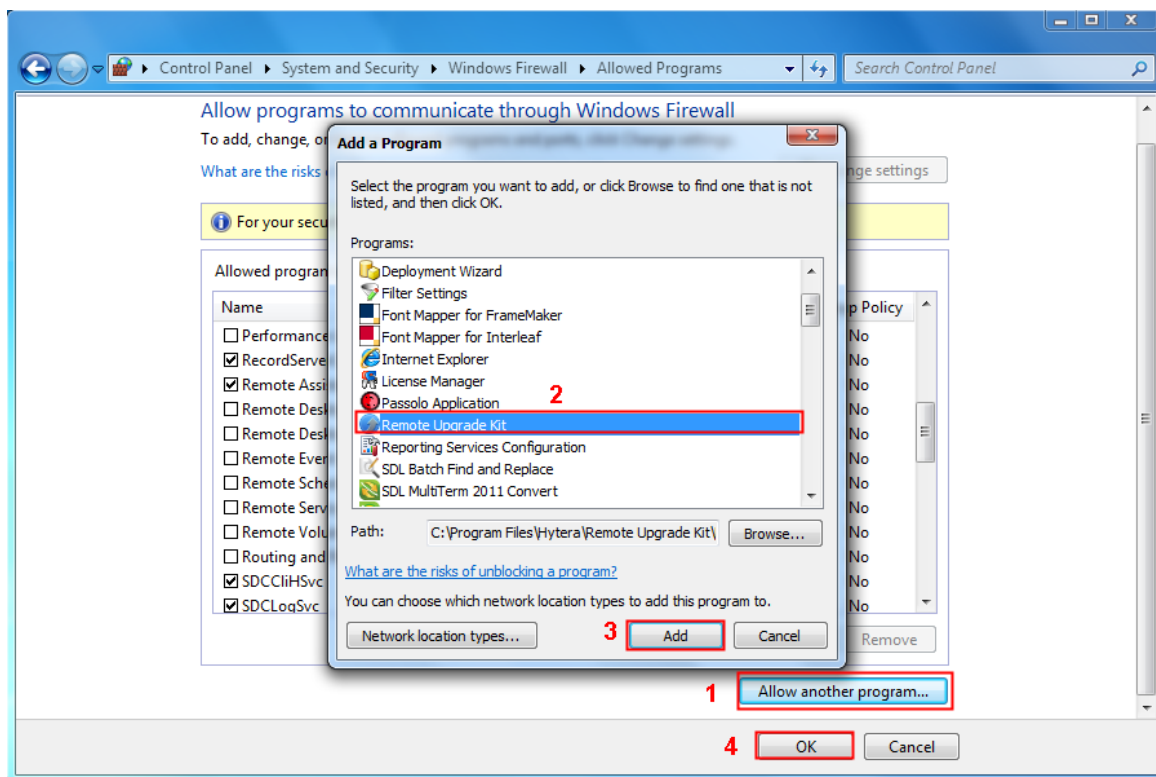 Control Panel ▸ System and Security ▸ Windows Firewall ▸ Allowed Programs
Search Control Panel
Allow programs to communicate through Windows Firewall
To add, change, or
What are the risks
nge settings
For your secu
Allowed program
Name
p Policy
Performance
No
RecordServe
No
Remote Assi
No
Remote Desk
No
Remote Desk
No
Remote Even
No
Remote Sche
No
Remote Serv
No
Remote Volu
No
Routing and
No
SDCCliHSvc
No
SDCLogSvc
No
Remove
Add a Program
Select the program you want to add, or click Browse to find one that is not
listed, and then click OK.
Programs:
Deployment Wizard
Filter Settings
Font Mapper for FrameMaker
Font Mapper for Interleaf
Internet Explorer
License Manager
Passolo Application
2
Remote Upgrade Kit
Reporting Services Configuration
SDL Batch Find and Replace
SDL MultiTerm 2011 Convert
Path: C:\Program Files\Hytera\Remote Upgrade Kit\ Browse...
What are the risks of unblocking a program?
You can choose which network location types to add this program to.
Network location types... 3 Add Cancel
1 Allow another program...
4 OK Cancel